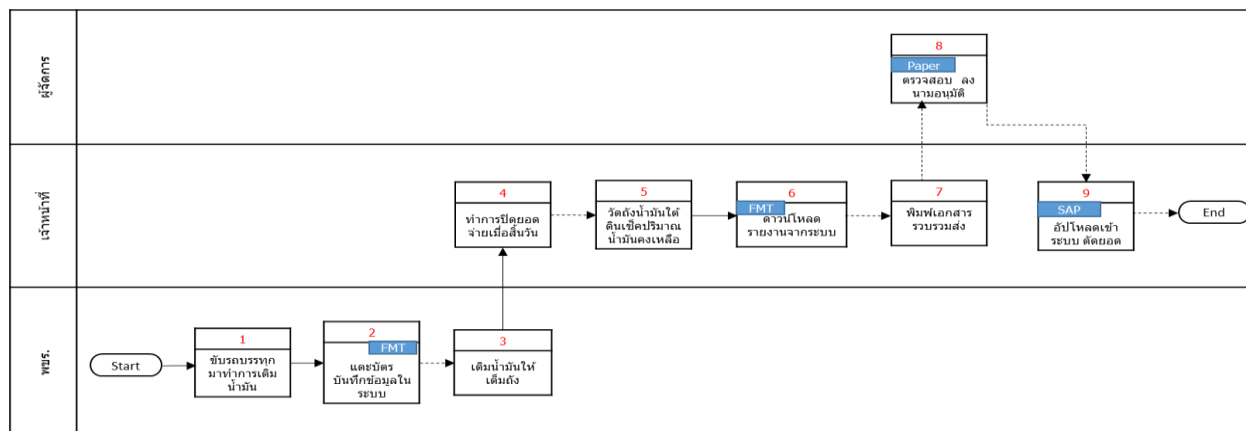 ผู้จัดการ
8
Paper
ตรวจสอบ ลง
นามอนุมัติ
เจ้าหน้าที่
4
ทำการปิดยอด
จ่ายเมื่อสิ้นวัน
5
วัดถังน้ำมันใต้
ดินเช็คปริมาณ
น้ำมันคงเหลือ
6
FMT
ดาวน์โหลด
รายงานจากระบบ
7
พิมพ์เอกสาร
รวบรวมส่ง
9
SAP
อัปโหลดเข้า
ระบบ ตัดยอด
End
พขร.
Start
1
ขับรถบรรทุก
มาทำการเติม
น้ำมัน
2
FMT
แตะบัตร
บันทึกข้อมูลใน
ระบบ
3
เติมน้ำมันให้
เต็มถัง